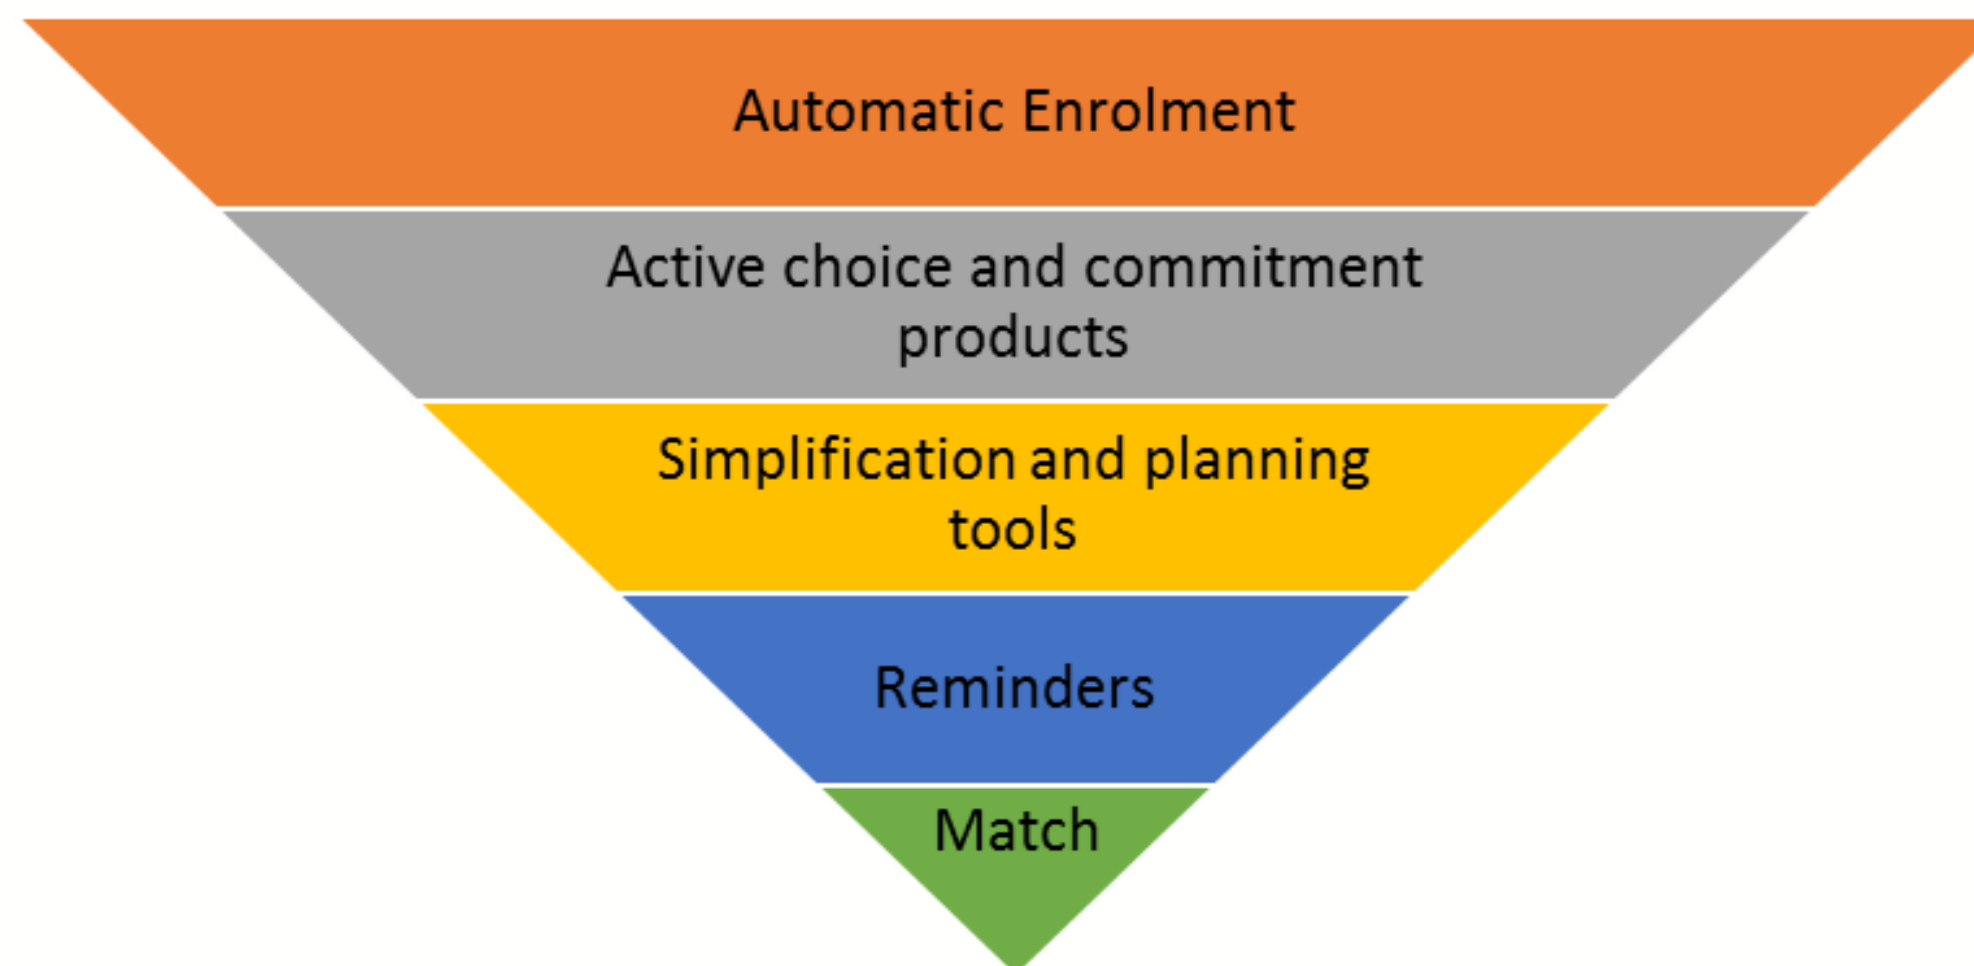 Automatic Enrolment
Active choice and commitment
products
Simplification and planning
tools
Reminders
Match